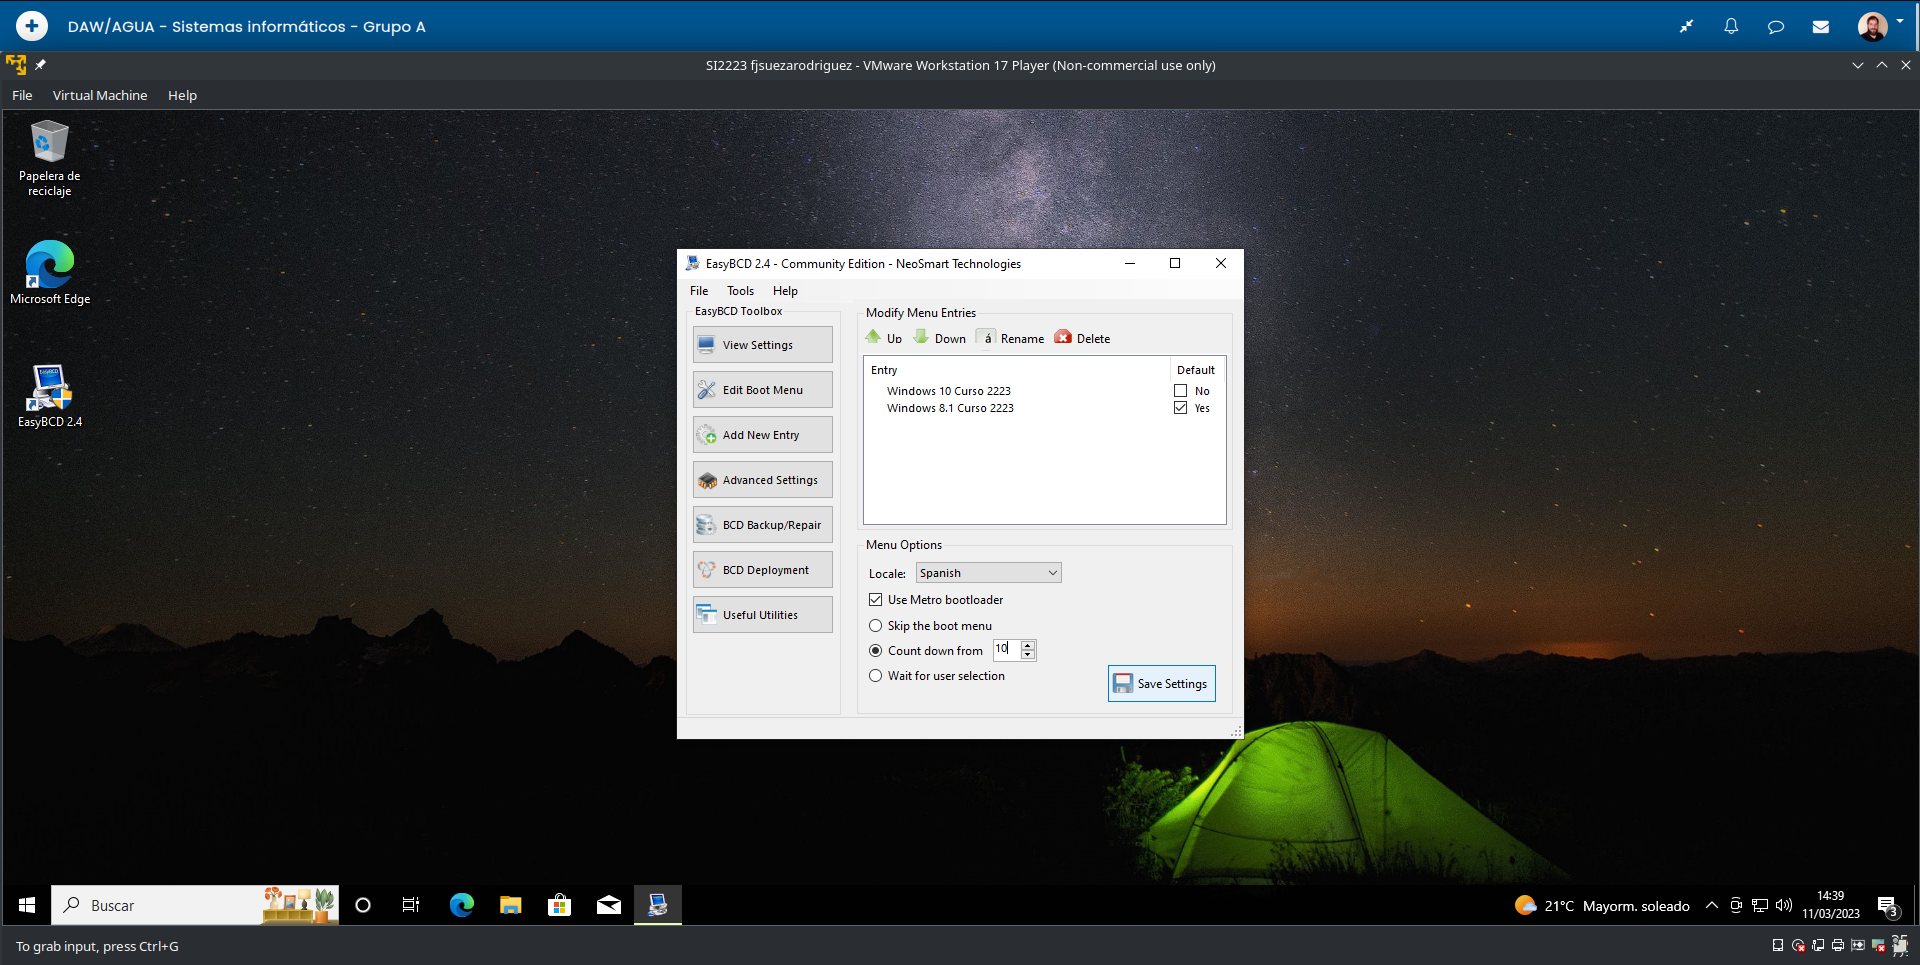 DAW/AGUA - Sistemas informáticos - Grupo A
SI2223 fjsuezarodriguez - VMware Workstation 17 Player (Non-commercial use only)
File Virtual Machine Help
Papelera de
reciclaje
Microsoft Edge
EasyBCD 2.4
EasyBCD 2.4 - Community Edition - NeoSmart Technologies
File Tools Help
EasyBCD Toolbox
View Settings
Edit Boot Menu
Add New Entry
Advanced Settings
BCD Backup/Repair
BCD Deployment
Useful Utilities
Modify Menu Entries
Up Down á Rename Delete
Entry Default
Windows 10 Curso 2223 No
Windows 8.1 Curso 2223 Yes
Menu Options
Locale: Spanish
Use Metro bootloader
Skip the boot menu
Count down from 10
Wait for user selection
Save Settings
Buscar
21°C Mayorm. soleado
14:39
11/03/2023
3
To grab input, press Ctrl+G